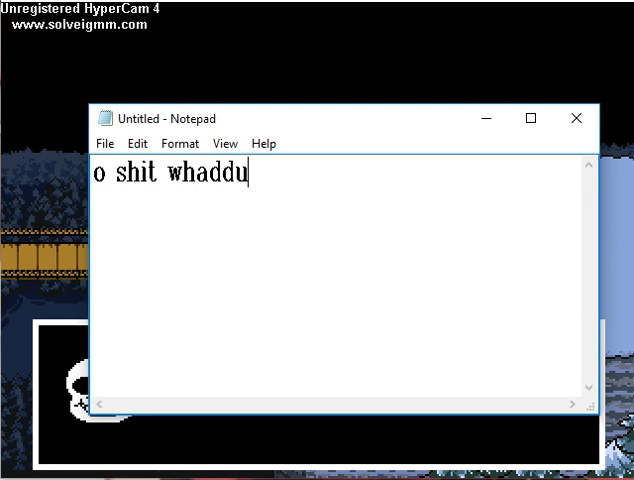 Unregistered HyperCam 4
www.solveigmm.com
Untitled - Notepad
File Edit Format View Help
o shit whaddu